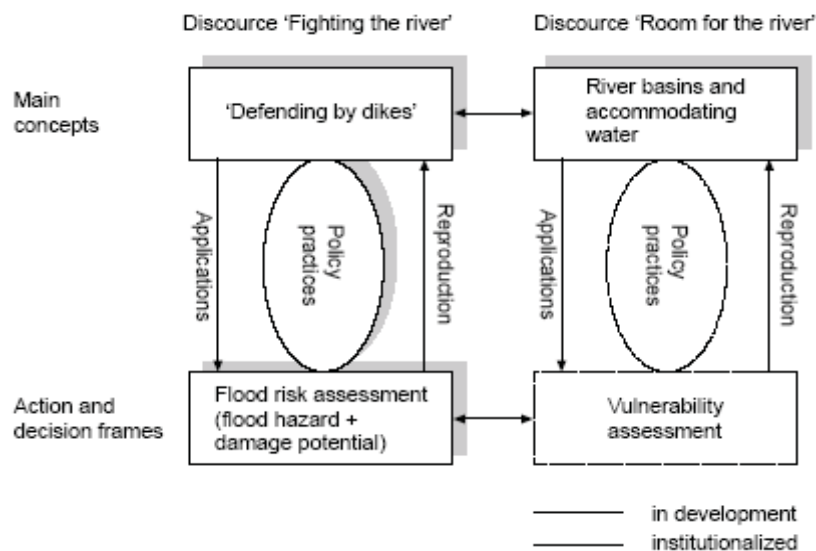 Discourse 'Fighting the river'
Discourse 'Room for the river'
Main
concepts
'Defending by dikes'
River basins and
accommodating
water
Applications
Policy
practices
Reproduction
Applications
Policy
practices
Reproduction
Action and
decision frames
Flood risk assessment
(flood hazard +
damage potential)
Vulnerability
assessment
in development
institutionalized